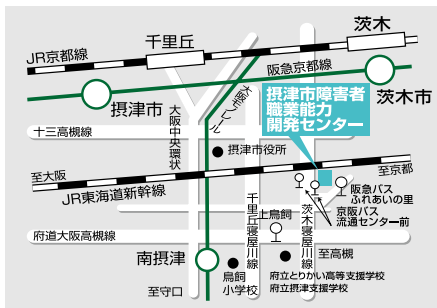 茨木
千里丘
JR京都線
阪急京都線
摂津市
茨木市
大阪モノレール
大阪中央環状
摂津市障害者
職業能力
開発センター
十三高槻線
摂津市役所
至大阪
至京都
JR東海道新幹線
阪急バス
ふれあいの里
京阪バス
流通センター前
千里丘寝屋川線
茨木寝屋川線
上鳥飼
府道大阪高槻線
南摂津
至高槻
鳥飼
小学校
府立とりかい高等支援学校
府立摂津支援学校
至守口